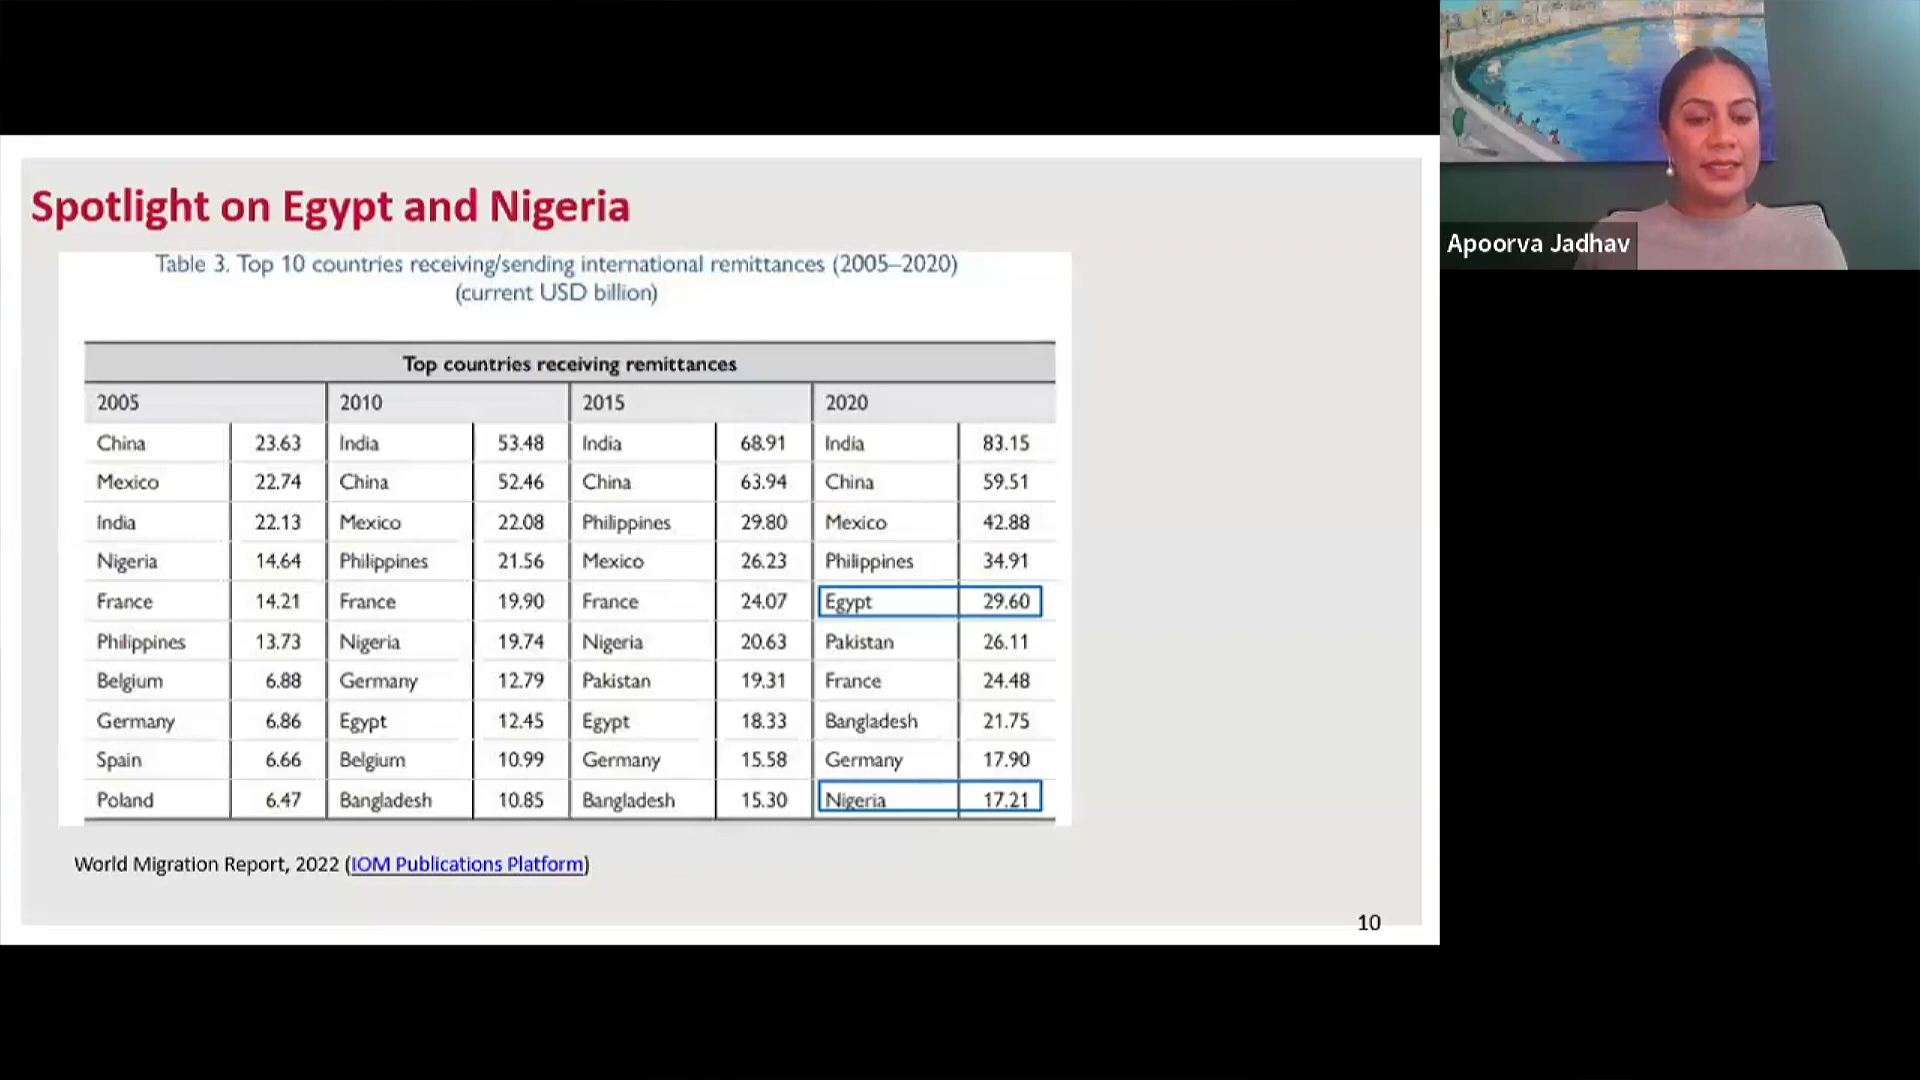 Spotlight on Egypt and Nigeria
Table 3. Top 10 countries receiving/sending international remittances (2005–2020)
(current USD billion)
Top countries receiving remittances
2005 2010 2015 2020
China 23.63 India 53.48 India 68.91 India 83.15
Mexico 22.74 China 52.46 China 63.94 China 59.51
India 22.13 Mexico 22.08 Philippines 29.80 Mexico 42.88
Nigeria 14.64 Philippines 21.56 Mexico 26.23 Philippines 34.91
France 14.21 France 19.90 France 24.07 Egypt 29.60
Philippines 13.73 Nigeria 19.74 Nigeria 20.63 Pakistan 26.11
Belgium 6.88 Germany 12.79 Pakistan 19.31 France 24.48
Germany 6.86 Egypt 12.45 Egypt 18.33 Bangladesh 21.75
Spain 6.66 Belgium 10.99 Germany 15.58 Germany 17.90
Poland 6.47 Bangladesh 10.85 Bangladesh 15.30 Nigeria 17.21
World Migration Report, 2022 (IOM Publications Platform)
10
Apoorva Jadhav